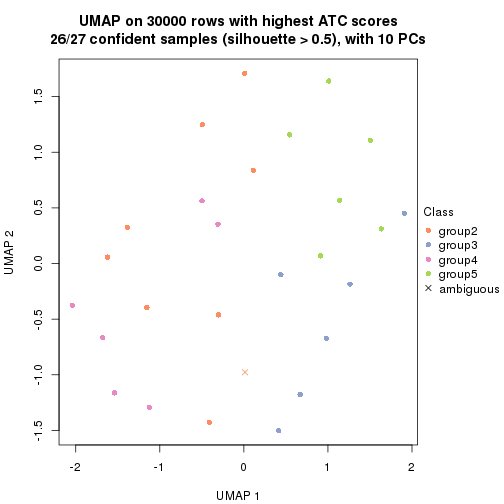 UMAP on 30000 rows with highest ATC scores
26/27 confident samples (silhouette > 0.5), with 10 PCs
1.5
1.0
0.5
0.0
-0.5
-1.0
-1.5
UMAP 2
-2
-1
0
1
2
UMAP 1
Class
group2
group3
group4
group5
ambiguous